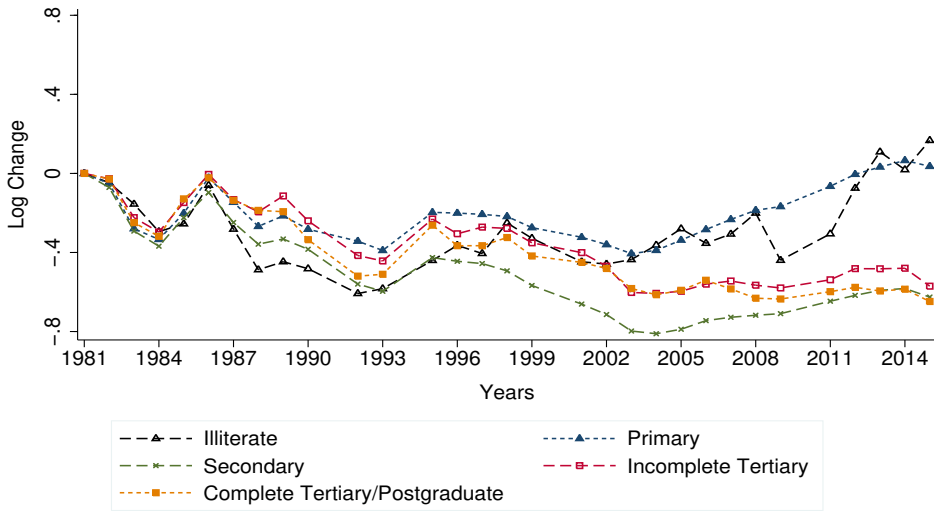 .8
.4
Log Change
0
-.4
-.8
1981 1984 1987 1990 1993 1996 1999 2002 2005 2008 2011 2014
Years
Illiterate Primary
Secondary Incomplete Tertiary
Complete Tertiary/Postgraduate